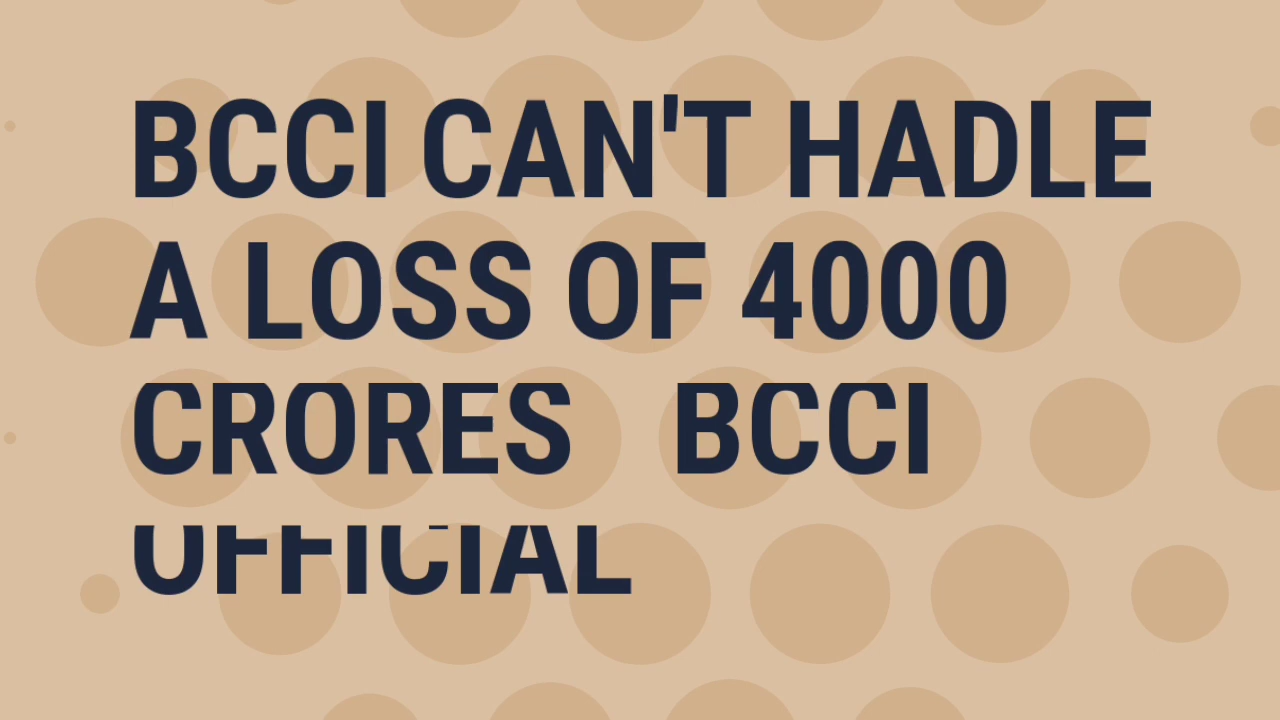 BCCI CAN'T HADLE
A LOSS OF 4000
CRORES BCCI
OFFICIAL